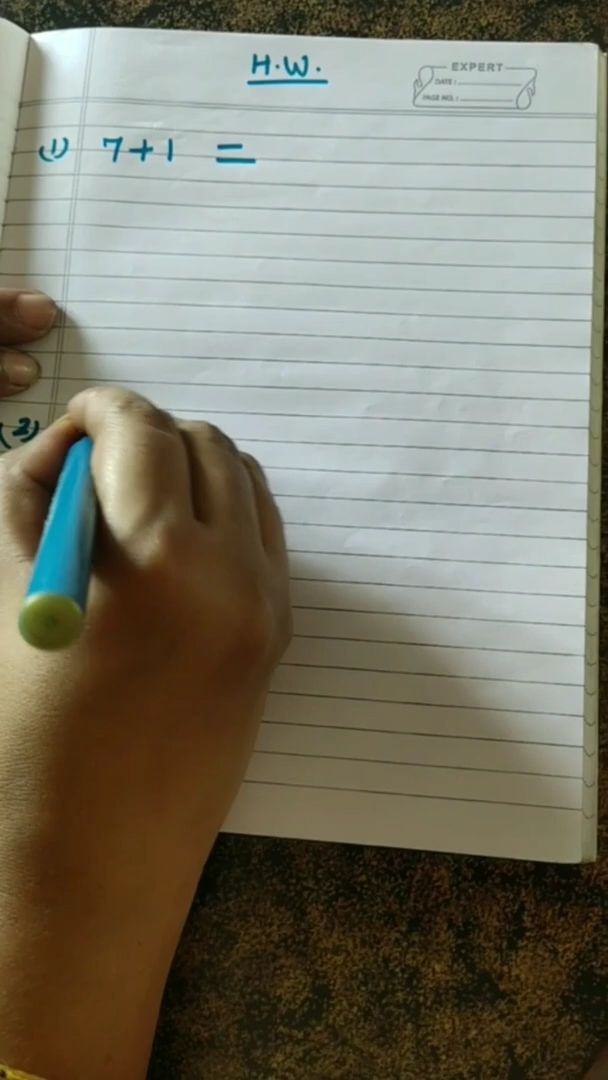 H.W.
EXPERT
DATE :
PAGE NO. :
(1) 7+1 =
(2)